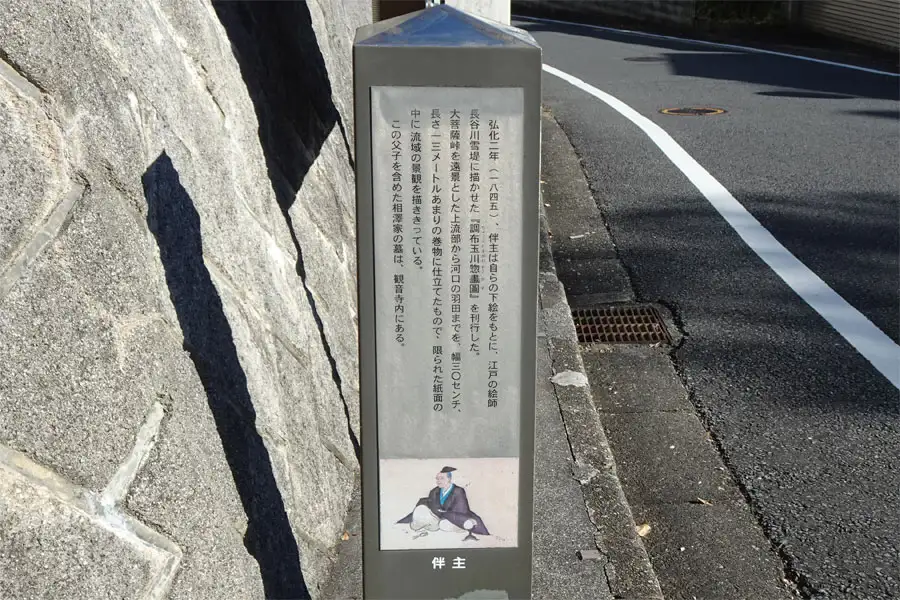 弘化二年（一八四五）、伴主は自らの下絵をもとに、江戸の絵師
長谷川雪堤に描かせた『調布玉川惣畫圖』を刊行した。
大菩薩峠を遠景とした上流部から河口の羽田までを、幅三〇センチ、
長さ一三メートルあまりの巻物に仕立てたもので、限られた紙面の
中に流域の景観を描ききっている。
この父子を含めた相澤家の墓は、観音寺内にある。
伴主